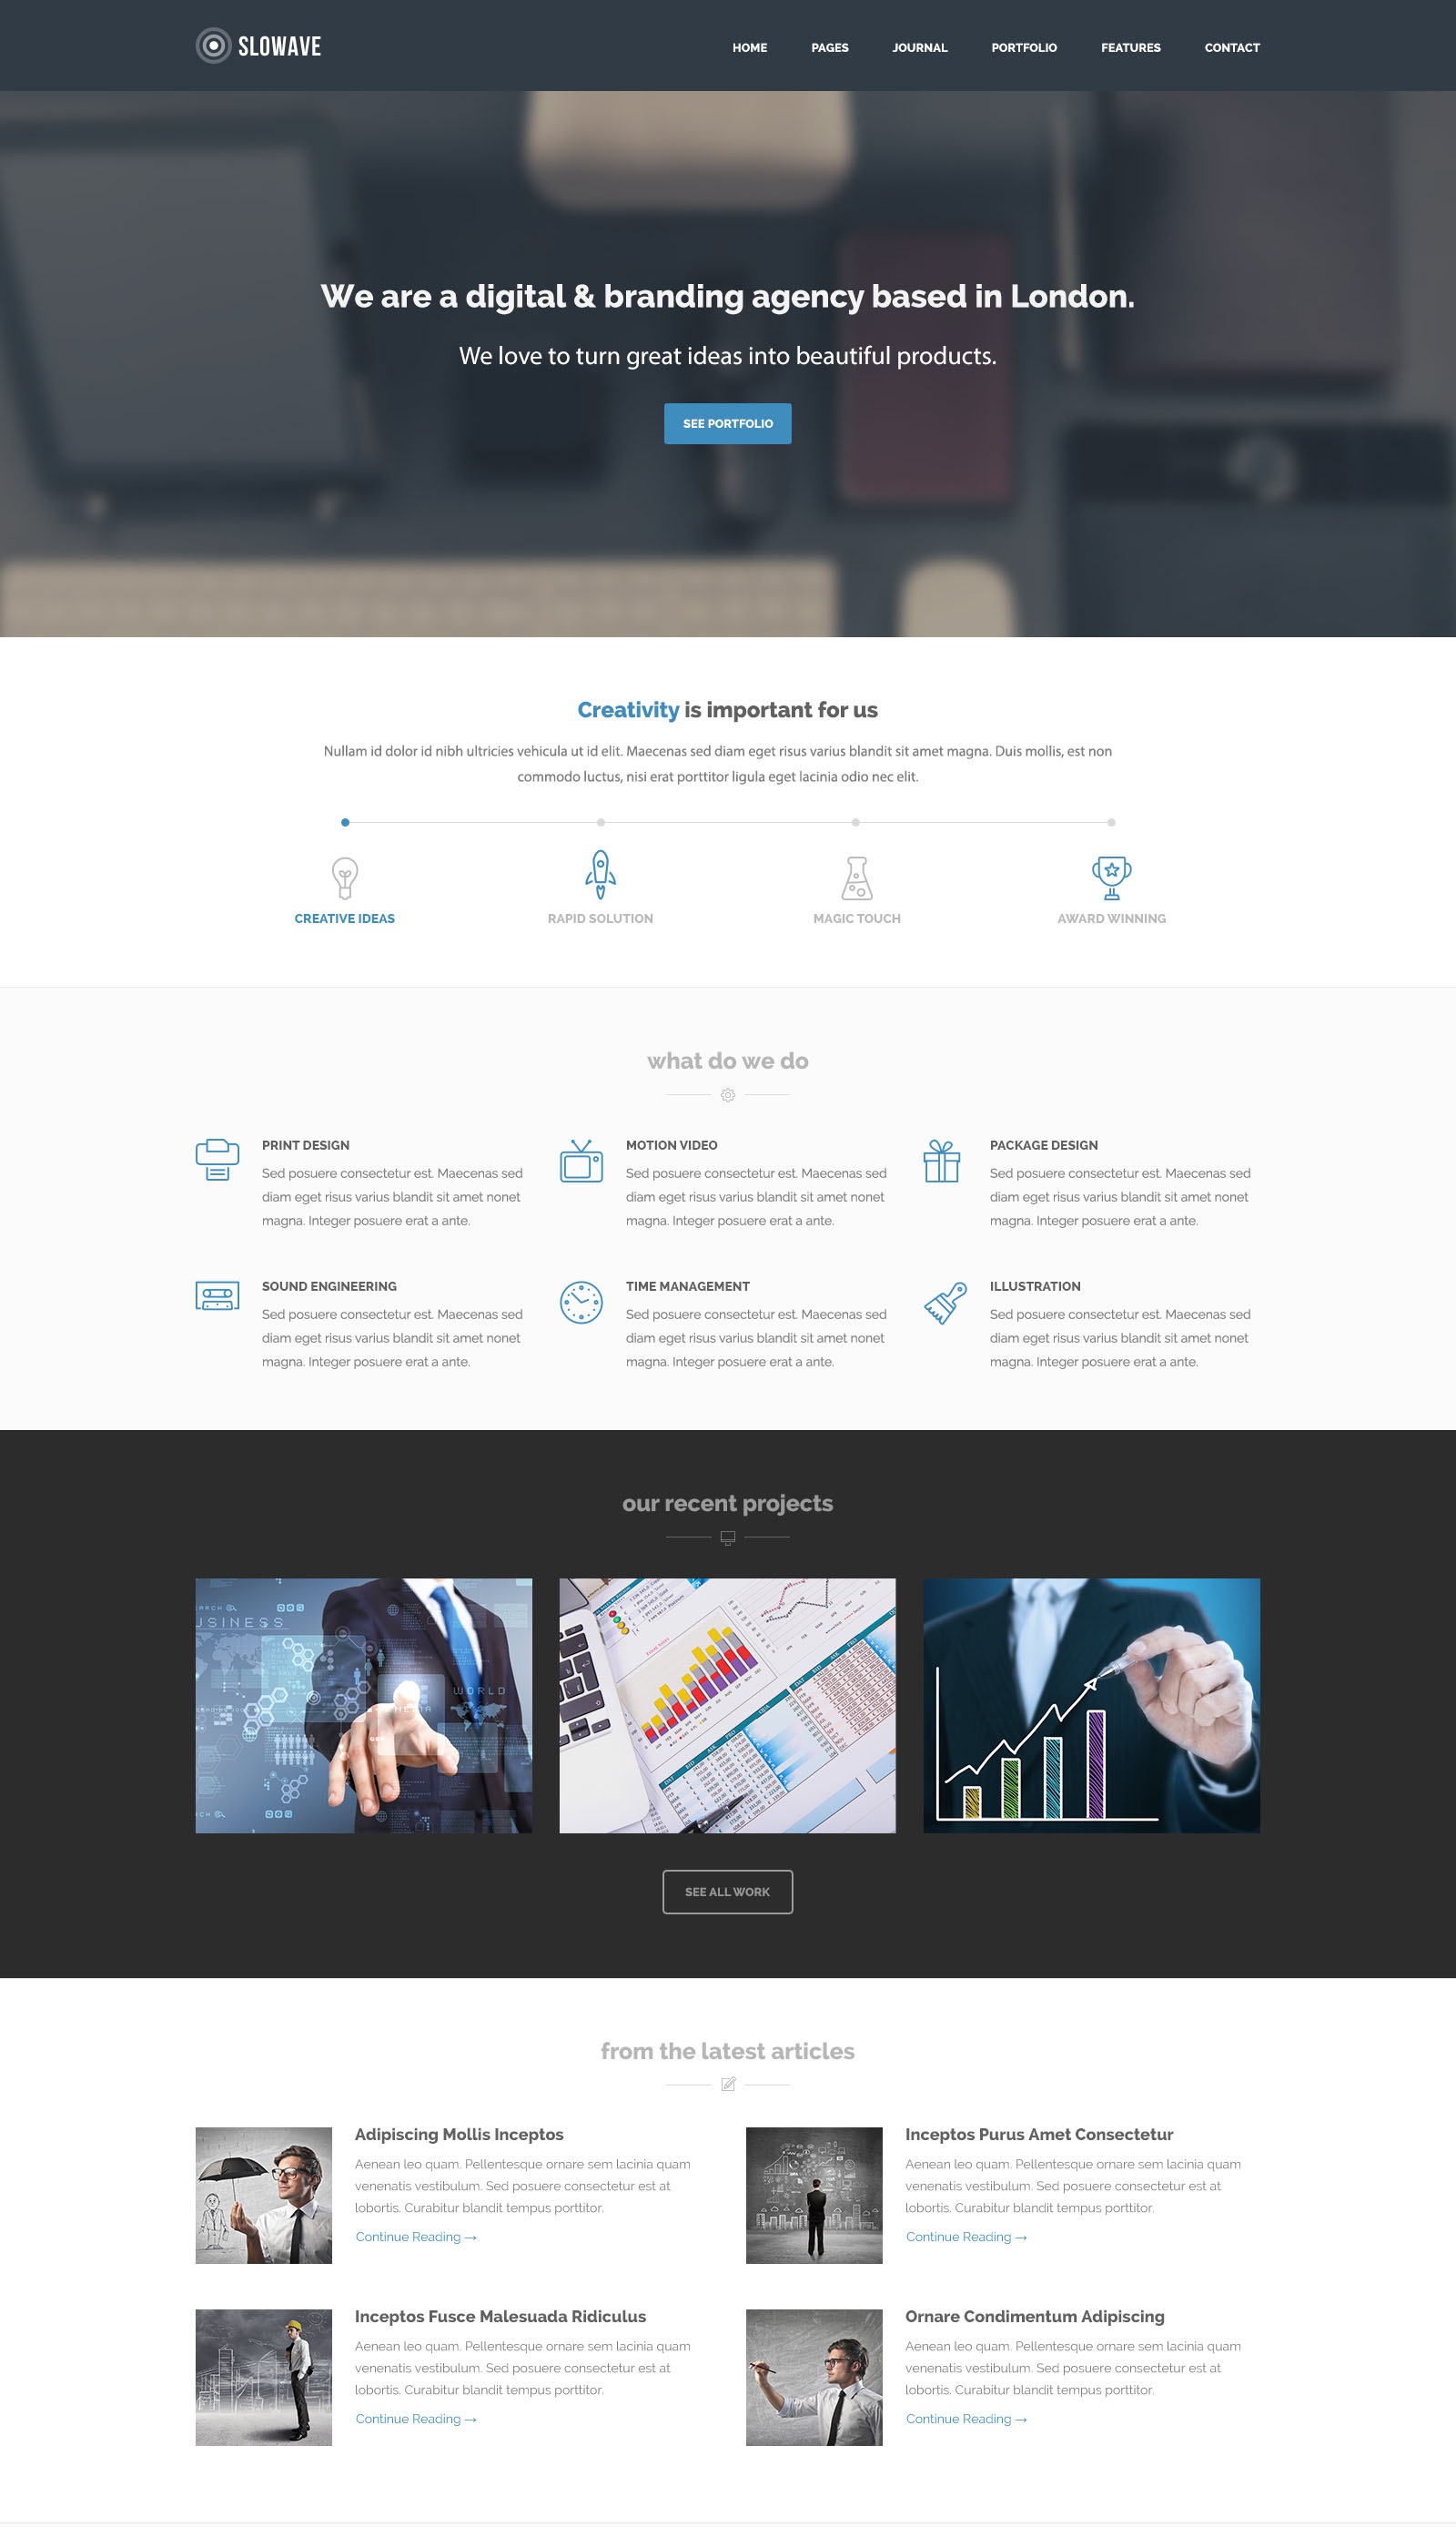 SLOWAVE
HOME PAGES JOURNAL PORTFOLIO FEATURES CONTACT
We are a digital & branding agency based in London.
We love to turn great ideas into beautiful products.
SEE PORTFOLIO
Creativity is important for us
Nullam id dolor id nibh ultricies vehicula ut id elit. Maecenas sed diam eget risus varius blandit sit amet magna. Duis mollis, est non
commodo luctus, nisi erat porttitor ligula eget lacinia odio nec elit.
CREATIVE IDEAS
RAPID SOLUTION
MAGIC TOUCH
AWARD WINNING
what do we do
PRINT DESIGN
Sed posuere consectetur est. Maecenas sed
diam eget risus varius blandit sit amet nonet
magna. Integer posuere erat a ante.
MOTION VIDEO
Sed posuere consectetur est. Maecenas sed
diam eget risus varius blandit sit amet nonet
magna. Integer posuere erat a ante.
PACKAGE DESIGN
Sed posuere consectetur est. Maecenas sed
diam eget risus varius blandit sit amet nonet
magna. Integer posuere erat a ante.
SOUND ENGINEERING
Sed posuere consectetur est. Maecenas sed
diam eget risus varius blandit sit amet nonet
magna. Integer posuere erat a ante.
TIME MANAGEMENT
Sed posuere consectetur est. Maecenas sed
diam eget risus varius blandit sit amet nonet
magna. Integer posuere erat a ante.
ILLUSTRATION
Sed posuere consectetur est. Maecenas sed
diam eget risus varius blandit sit amet nonet
magna. Integer posuere erat a ante.
our recent projects
WORLD
SEE ALL WORK
from the latest articles
Adipiscing Mollis Inceptos
Aenean leo quam. Pellentesque ornare sem lacinia quam
venenatis vestibulum. Sed posuere consectetur est at
lobortis. Curabitur blandit tempus porttitor.
Continue Reading →
Inceptos Purus Amet Consectetur
Aenean leo quam. Pellentesque ornare sem lacinia quam
venenatis vestibulum. Sed posuere consectetur est at
lobortis. Curabitur blandit tempus porttitor.
Continue Reading →
Inceptos Fusce Malesuada Ridiculus
Aenean leo quam. Pellentesque ornare sem lacinia quam
venenatis vestibulum. Sed posuere consectetur est at
lobortis. Curabitur blandit tempus porttitor.
Continue Reading →
Ornare Condimentum Adipiscing
Aenean leo quam. Pellentesque ornare sem lacinia quam
venenatis vestibulum. Sed posuere consectetur est at
lobortis. Curabitur blandit tempus porttitor.
Continue Reading →